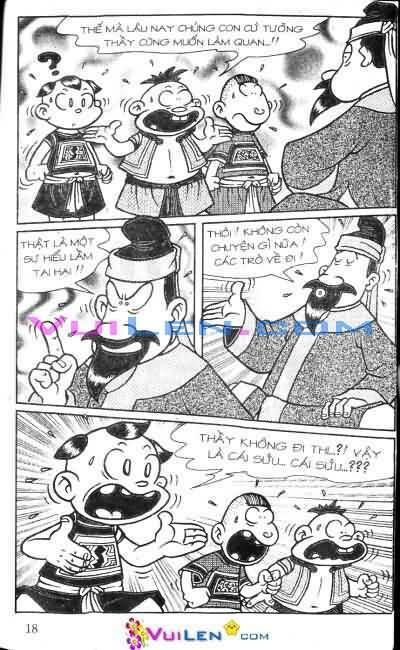 THẾ MÀ LÂU NAY CHÚNG CON CỨ TƯỞNG
THẦY CŨNG MUỐN LÀM QUAN...!!
?
THẬT LÀ MỘT
SỰ HIỂU LẦM
TAI HẠI!!
THÔI! KHÔNG CÒN
CHUYỆN GÌ NỮA!
CÁC TRÒ VỀ ĐI!
VUILEN.COM
THẦY KHÔNG ĐI THI...?! VẬY
LÀ CÁI SỬU... CÁI SỬU...???
18
VUILEN.COM